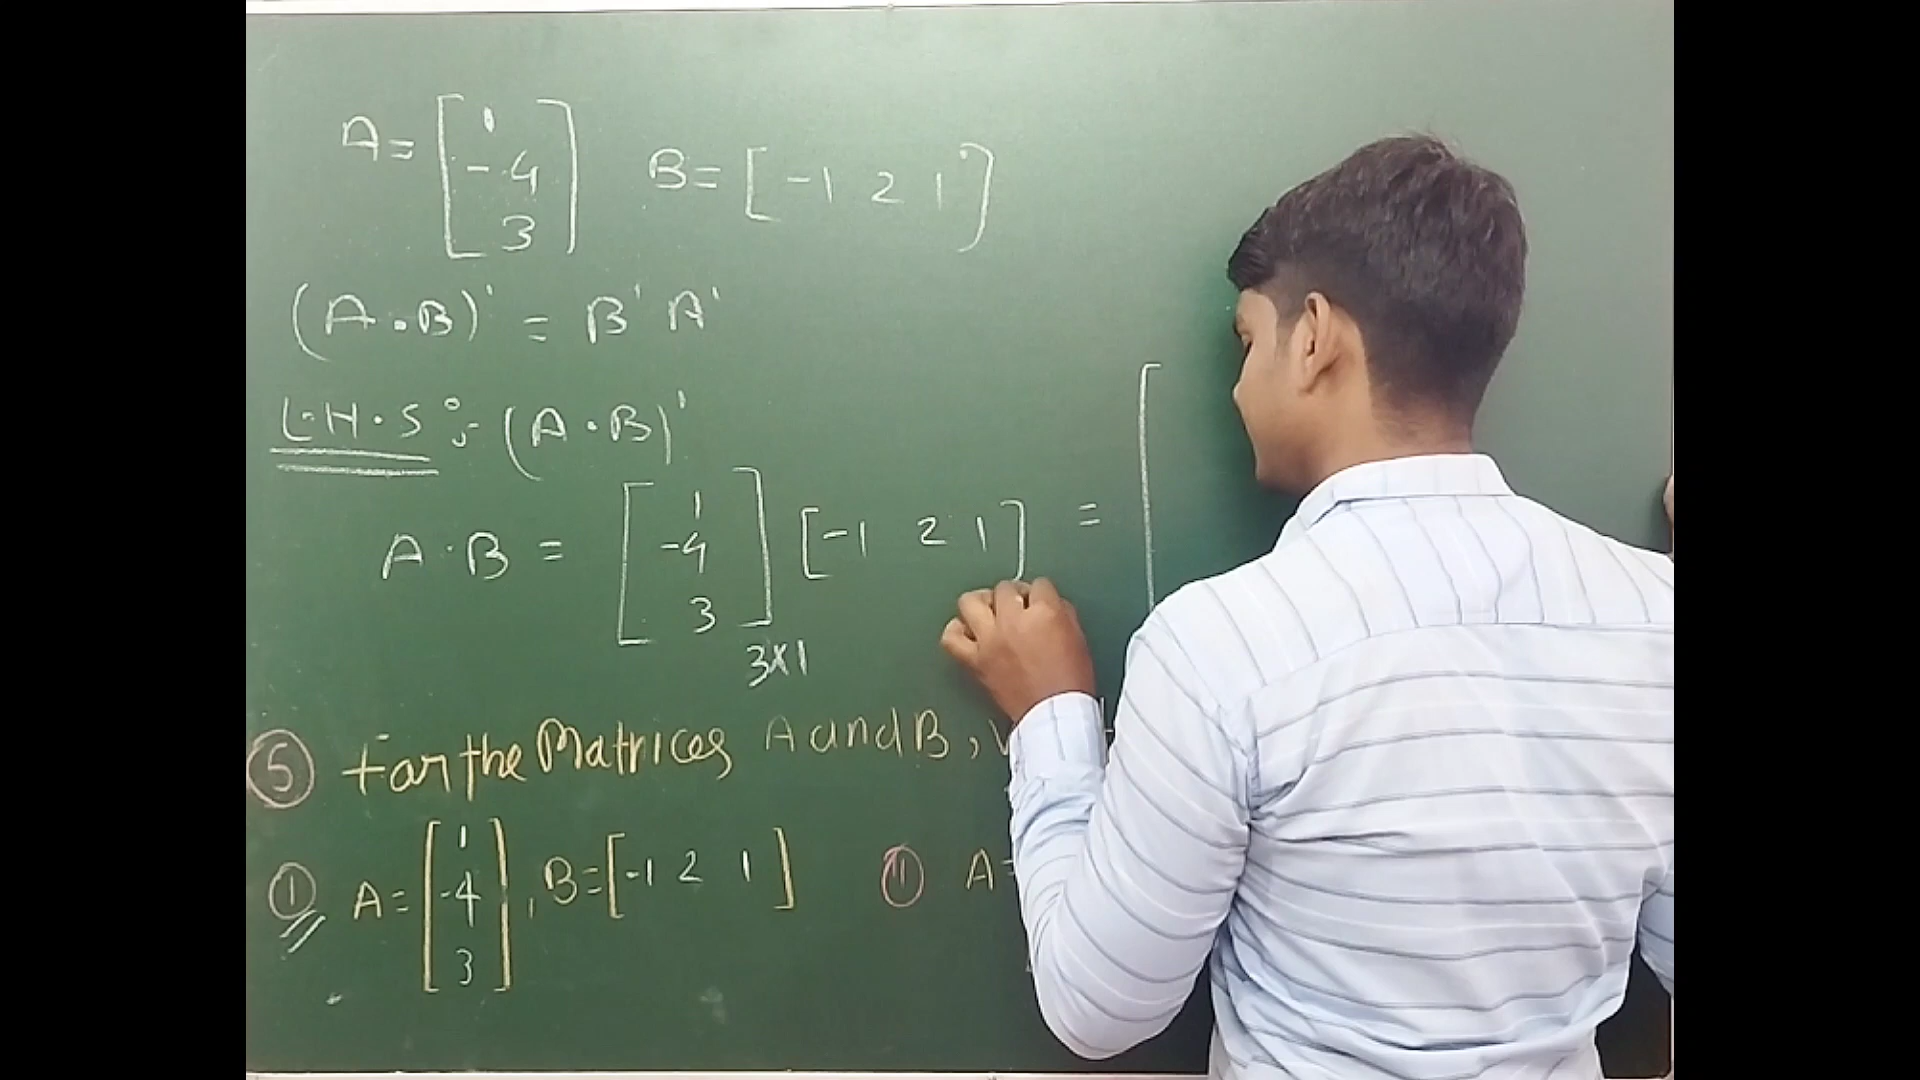 A = [ 1 -4 3 ] B = [ -1 2 1 ]
(A.B)' = B' A'
L.H.S :- (A.B)'
A.B = [ 1 -4 3 ] 3x1 [ -1 2 1 ] = [
5 For the Matrices A and B,
1 A = [ 1 -4 3 ], B = [ -1 2 1 ] 11 A =